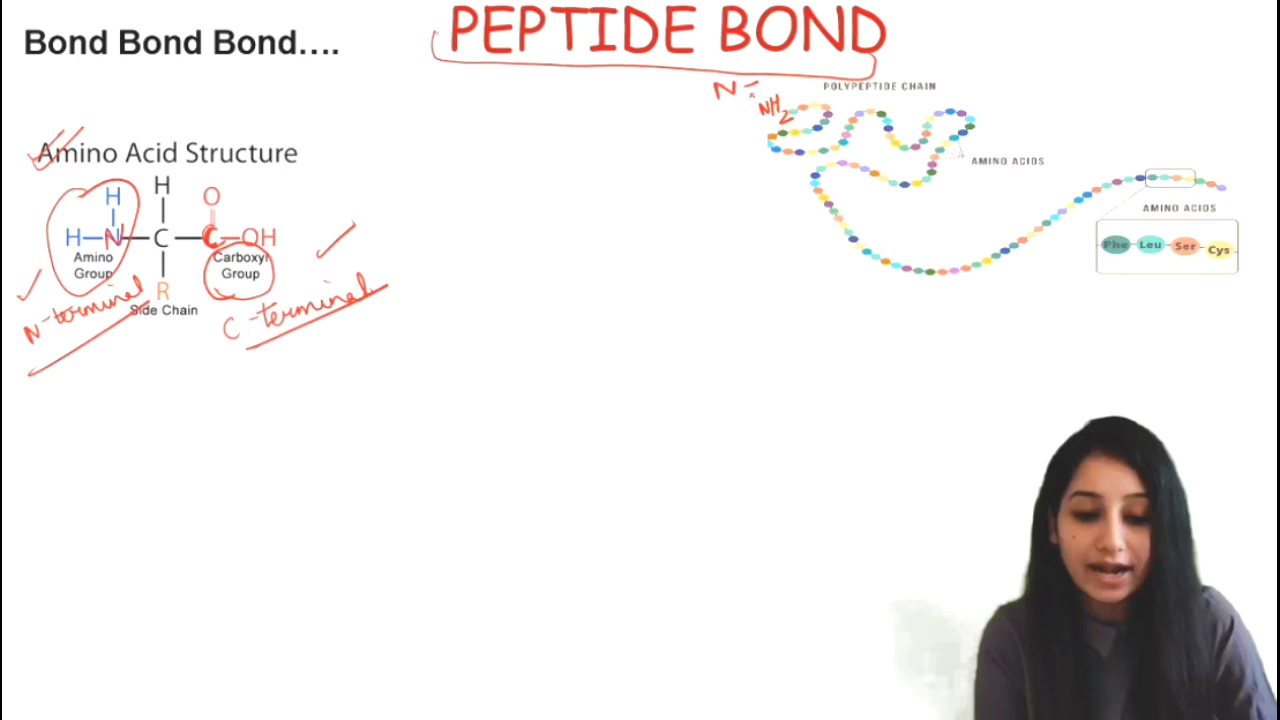 Bond Bond Bond....
PEPTIDE BOND
N-
NH2
POLYPEPTIDE CHAIN
AMINO ACIDS
AMINO ACIDS
Phe Leu Ser Cys
Amino Acid Structure
H H O
H-N-C-C-OH
Amino Group
Carboxyl Group
R
Side Chain
N-terminal
C-terminal